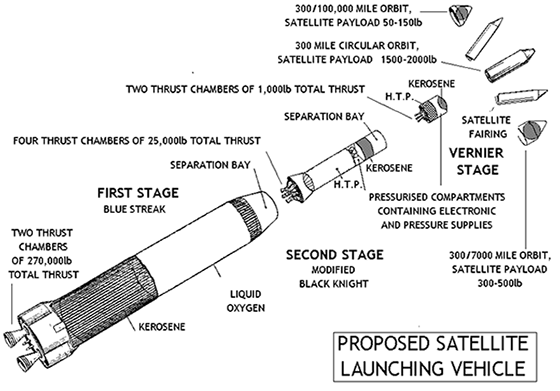 300/100,000 MILE ORBIT,
SATELLITE PAYLOAD 50-150lb
300 MILE CIRCULAR ORBIT,
SATELLITE PAYLOAD 1500-2000lb
TWO THRUST CHAMBERS OF 1,000lb TOTAL THRUST
KEROSENE
H.T.P.
SEPARATION BAY
FOUR THRUST CHAMBERS OF 25,000lb TOTAL THRUST
SATELLITE
FAIRING
VERNIER
STAGE
SEPARATION BAY
KEROSENE
H.T.P.
FIRST STAGE
BLUE STREAK
PRESSURISED COMPARTMENTS
CONTAINING ELECTRONIC
AND PRESSURE SUPPLIES
TWO THRUST
CHAMBERS
OF 270,000lb
TOTAL THRUST
SECOND STAGE
MODIFIED
BLACK KNIGHT
300/7000 MILE ORBIT,
SATELLITE PAYLOAD
300-500lb
LIQUID
OXYGEN
KEROSENE
PROPOSED SATELLITE
LAUNCHING VEHICLE